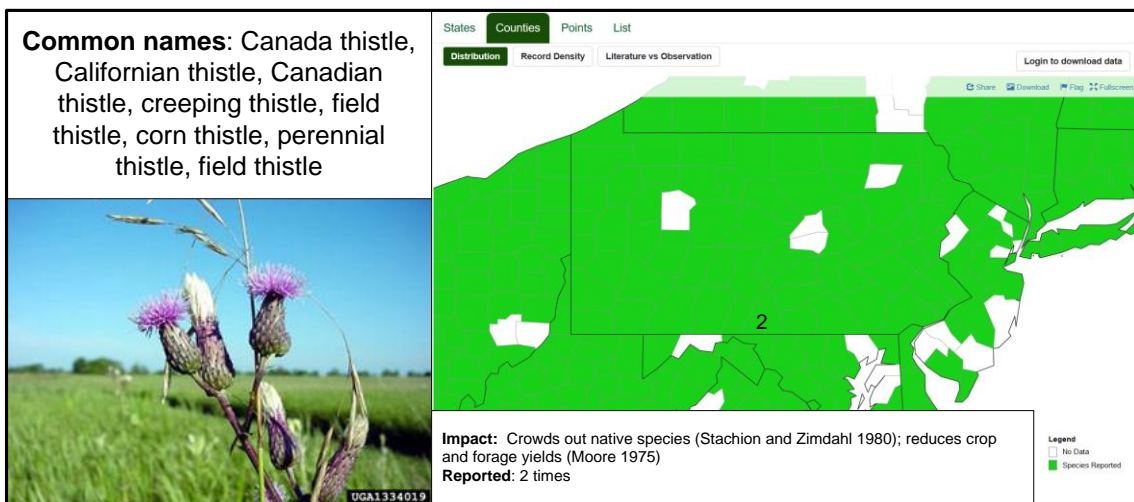 Common names: Canada thistle,
Californian thistle, Canadian
thistle, creeping thistle, field
thistle, corn thistle, perennial
thistle, field thistle
UGA1334019
States Counties Points List
Distribution Record Density Literature vs Observation
Login to download data
Share Download Flag Fullscreen
2
Impact: Crowds out native species (Stachion and Zimdahl 1980); reduces crop
and forage yields (Moore 1975)
Reported: 2 times
Legend
No Data
Species Reported